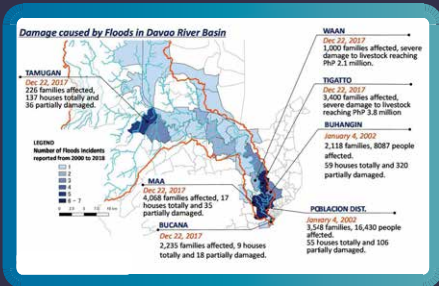 Damage caused by Floods in Davao River Basin
TAMUGAN
Dec 22, 2017
226 families affected,
137 houses totally and
36 partially damaged.
LEGEND
Number of Floods Incidents
reported from 2000 to 2018
1
2
3
4
5
6 - 7
MAA
Dec 22, 2017
4,068 families affected, 17
houses totally and 35
partially damaged.
BUCANA
Dec 22, 2017
2,235 families affected, 9 houses
totally and 18 partially damaged.
WAAN
Dec 22, 2017
1,000 families affected, severe
damage to livestock reaching
PhP 2.1 million.
TIGATTO
Dec 22, 2017
3,400 families affected,
severe damage to livestock
reaching PhP 3.8 million
BUHANGIN
January 4, 2002
2,118 families, 8087 people
affected.
59 houses totally and 320
partially damaged.
POBLACION DIST.
January 4, 2002
3,548 families, 16,430 people
affected.
55 houses totally and 106
partially damaged.